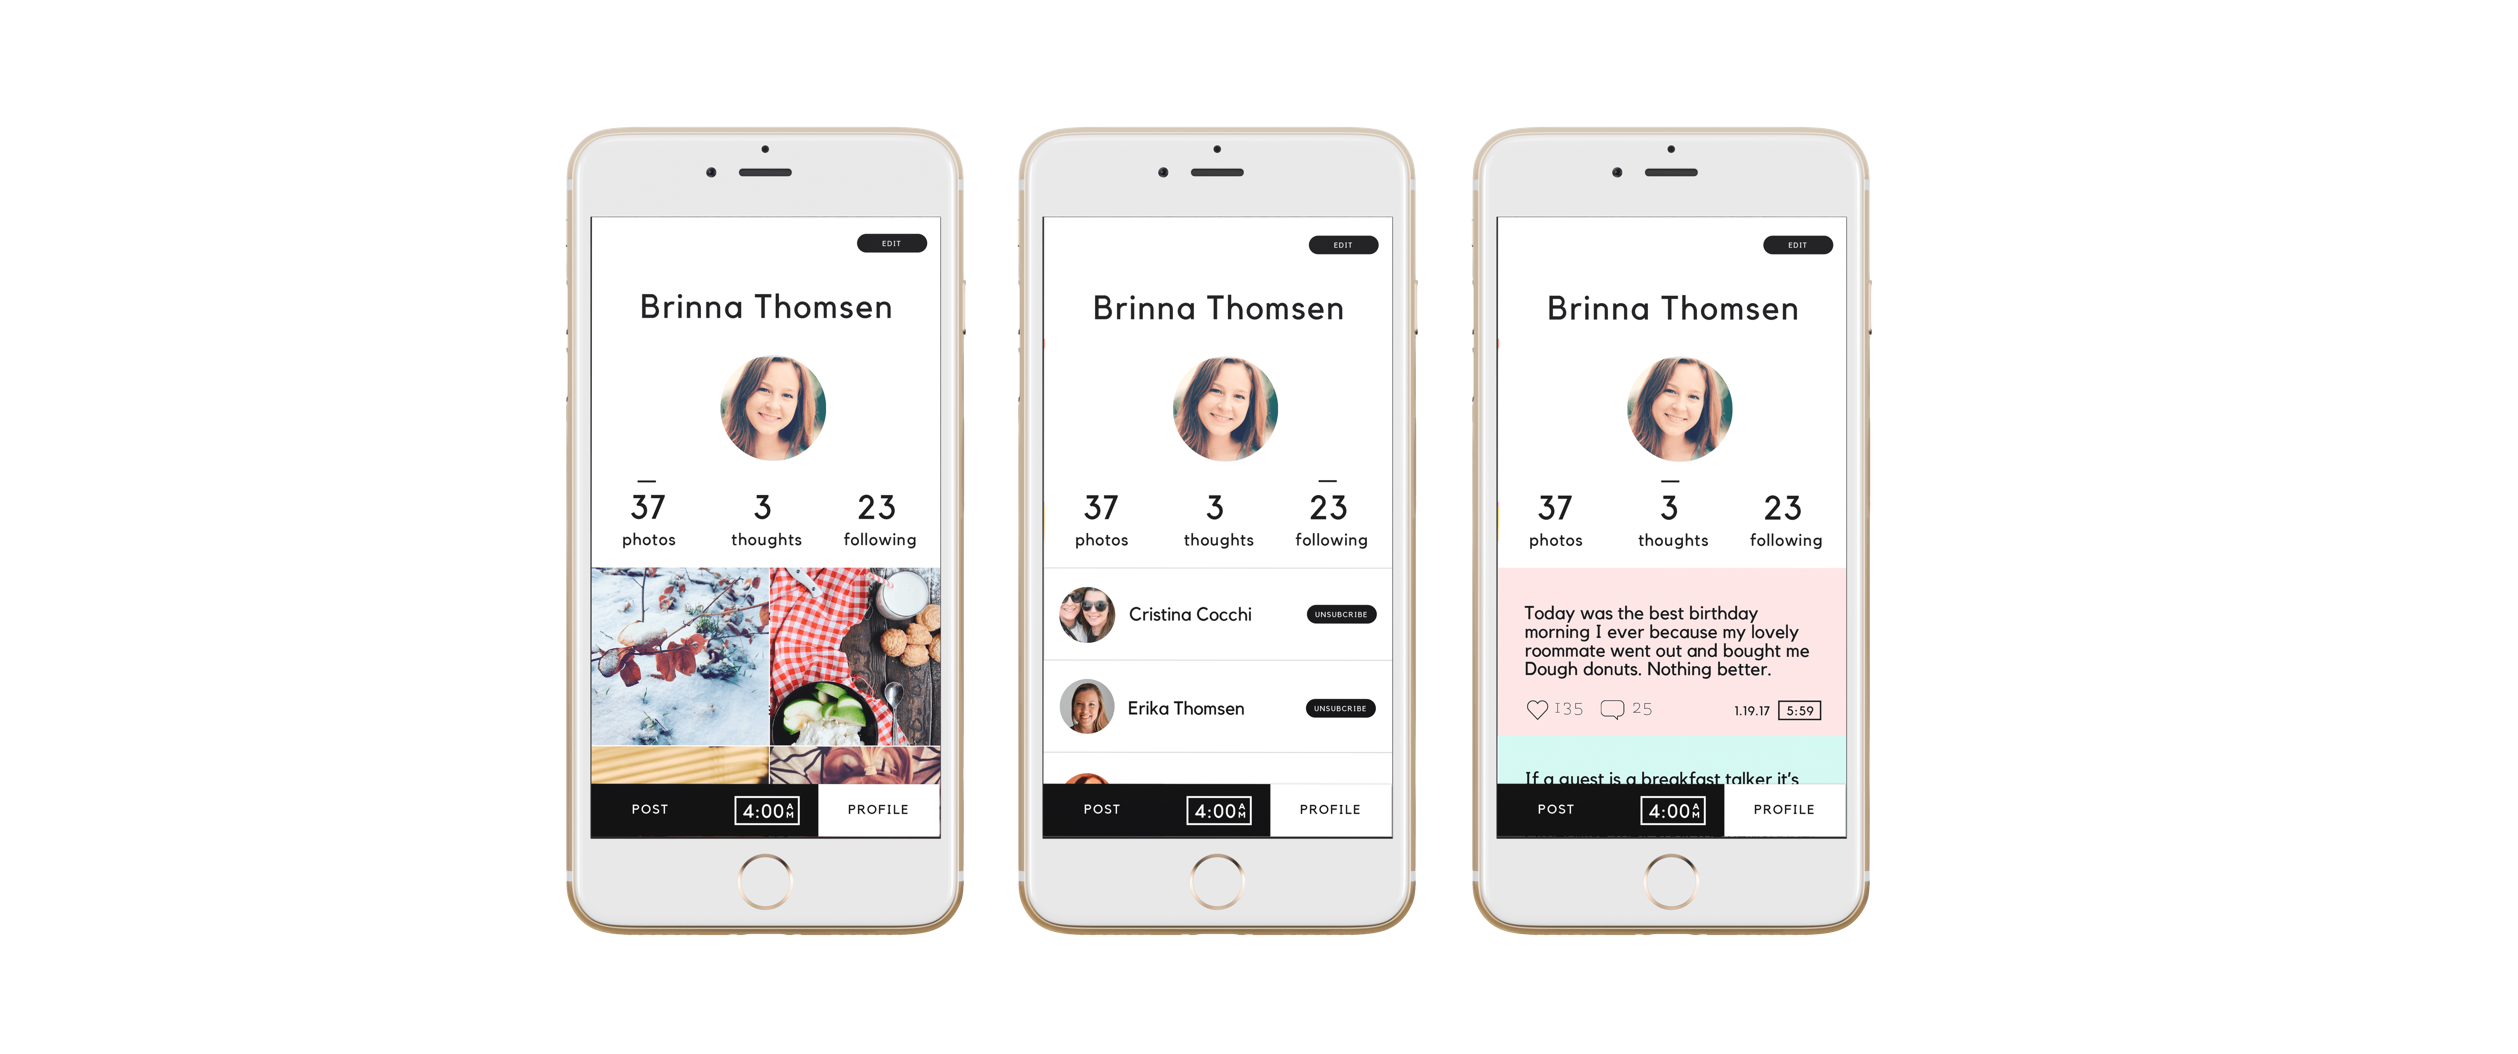 EDIT
Brinna Thomsen
37 3 23
photos thoughts following
POST 4:00 AM PROFILE
EDIT
Brinna Thomsen
37 3 23
photos thoughts following
Cristina Cocchi UNSUBCRIBE
Erika Thomsen UNSUBCRIBE
POST 4:00 AM PROFILE
EDIT
Brinna Thomsen
37 3 23
photos thoughts following
Today was the best birthday
morning I ever because my lovely
roommate went out and bought me
Dough donuts. Nothing better.
135 25 1.19.17 5:59
If a guest is a breakfast talker it's
POST 4:00 AM PROFILE